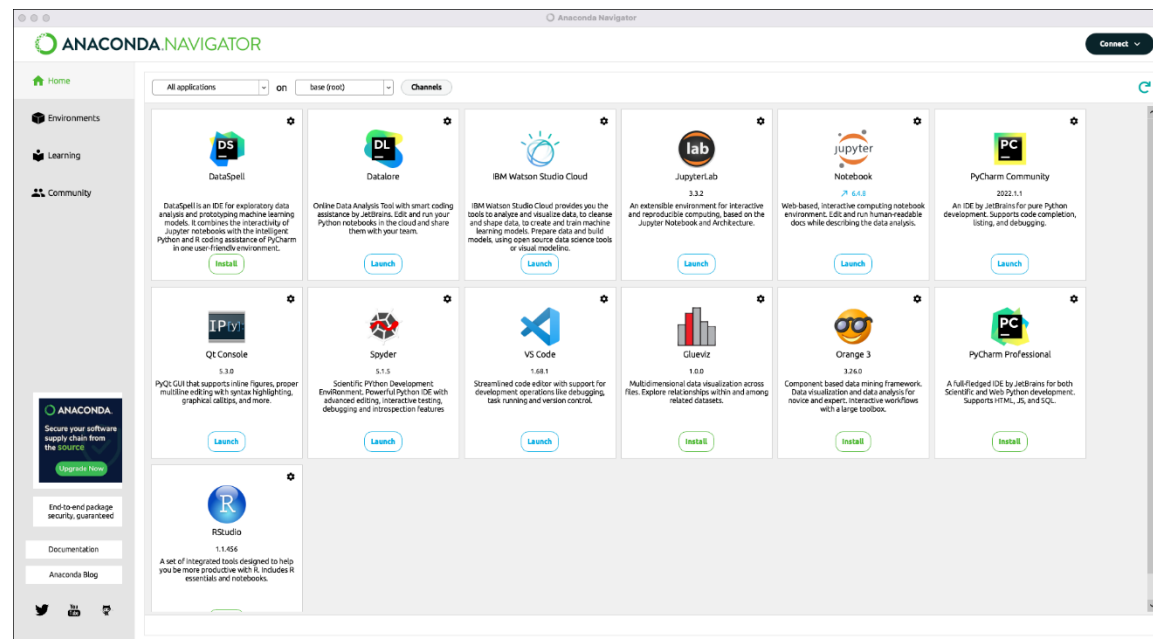 Anaconda Navigator
ANACONDA.NAVIGATOR
Connect
Home
Environments
Learning
Community
All applications
on
base (root)
Channels
DS
DataSpell
DataSpell is an IDE for exploratory data
analysis and prototyping machine learning
models. It combines the interactivity of
Jupyter notebooks with the intelligent
Python and R coding assistance of PyCharm
in one user-friendly environment.
Install
DL
Datalore
Online Data Analysis Tool with smart coding
assistance by JetBrains. Edit and run your
Python notebooks in the cloud and share
them with your team.
Launch
IBM Watson Studio Cloud
IBM Watson Studio Cloud provides you the
tools to analyze and visualize data, to cleanse
and shape data, to create and train machine
learning models. Prepare data and build
models, using open source data science tools
or visual modeling.
Launch
lab
JupyterLab
3.3.2
An extensible environment for interactive
and reproducible computing, based on the
Jupyter Notebook and Architecture.
Launch
jupyter
Notebook
6.4.8
Web-based, interactive computing notebook
environment. Edit and run human-readable
docs while describing the data analysis.
Launch
PC
PyCharm Community
2022.1.1
An IDE by JetBrains for pure Python
development. Supports code completion,
listing, and debugging.
Launch
IP[y]:
Qt Console
5.3.0
PyQt GUI that supports inline figures, proper
multiline editing with syntax highlighting,
graphical calltips, and more.
Launch
Spyder
5.1.5
Scientific PYthon Development
EnviRonment. Powerful Python IDE with
advanced editing, interactive testing,
debugging and introspection features
Launch
VS Code
1.68.1
Streamlined code editor with support for
development operations like debugging,
task running and version control.
Launch
Glueviz
1.0.0
Multidimensional data visualization across
files. Explore relationships within and among
related datasets.
Install
Orange 3
3.26.0
Component based data mining framework.
Data visualization and data analysis for
novice and expert. Interactive workflows
with a large toolbox.
Install
PC
PyCharm Professional
A full-fledged IDE by JetBrains for both
Scientific and Web Python development.
Supports HTML, JS, and SQL.
Install
R
RStudio
1.1.456
A set of integrated tools designed to help
you be more productive with R. Includes R
essentials and notebooks.
ANACONDA.
Secure your software
supply chain from
the source
Upgrade Now
End-to-end package
security, guaranteed
Documentation
Anaconda Blog
You
Tube